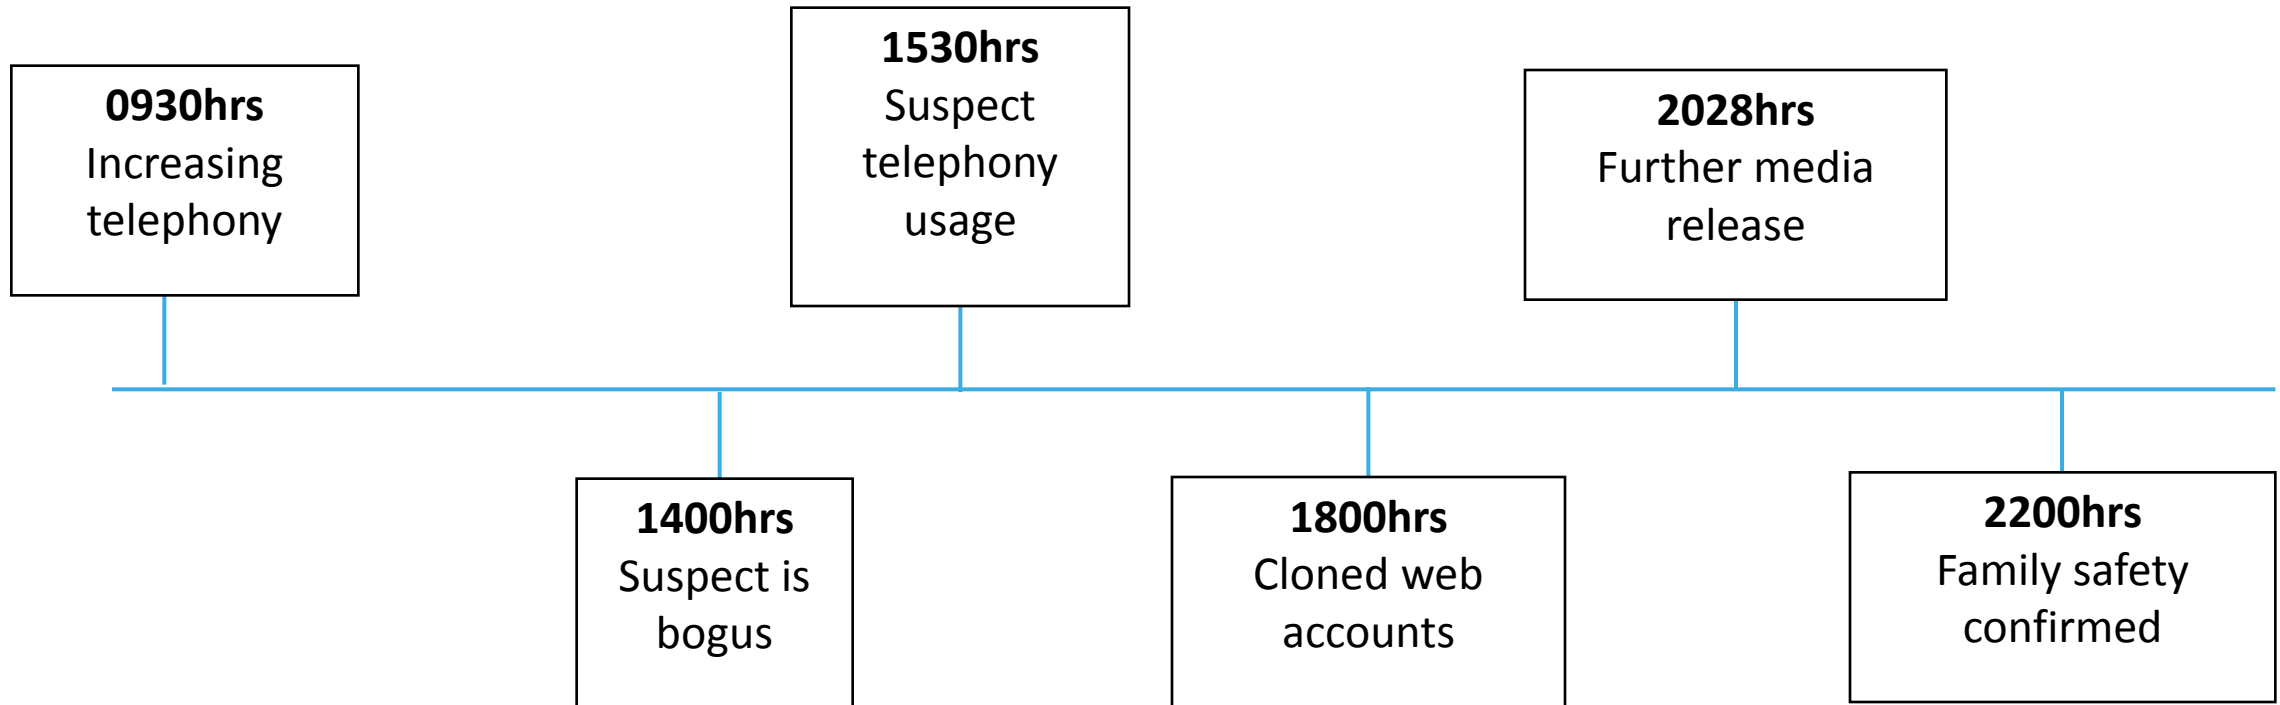 0930hrs
Increasing
telephony
1400hrs
Suspect is
bogus
1530hrs
Suspect
telephony
usage
1800hrs
Cloned web
accounts
2028hrs
Further media
release
2200hrs
Family safety
confirmed